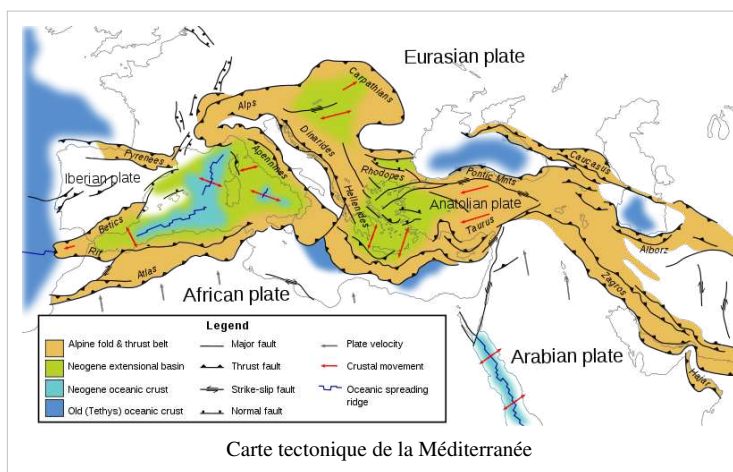 Eurasian plate
Carpathians
Alps
Dinarides
Apennines
Pyrenees
Iberian plate
Rhodopes
Hellenides
Pontic Mnts
Caucasus
Anatolian plate
Taurus
Betics
Rif
Atlas
Alborz
Zagros
African plate
Arabian plate
Hajar
Legend
Alpine fold & thrust belt
Neogene extensional basin
Neogene oceanic crust
Old (Tethys) oceanic crust
Major fault
Thrust fault
Strike-slip fault
Normal fault
Plate velocity
Crustal movement
Oceanic spreading
ridge
Carte tectonique de la Méditerranée